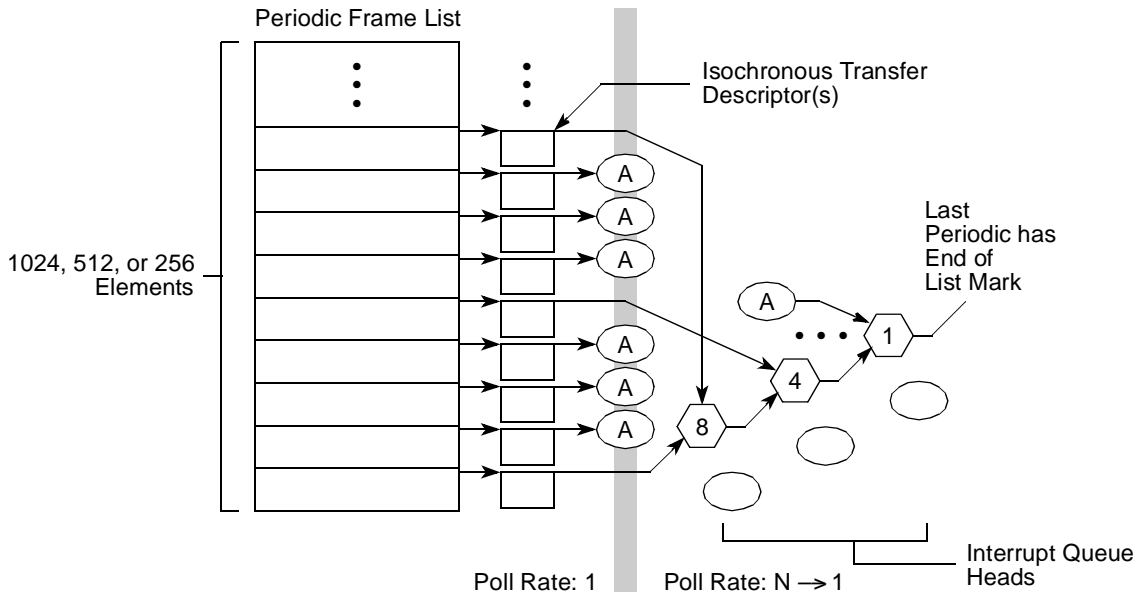 Periodic Frame List
Isochronous Transfer
Descriptor(s)
A
A
A
1024, 512, or 256
Elements
Last
Periodic has
End of
List Mark
A
1
A
4
A
A
8
Interrupt Queue
Heads
Poll Rate: 1
Poll Rate: N → 1